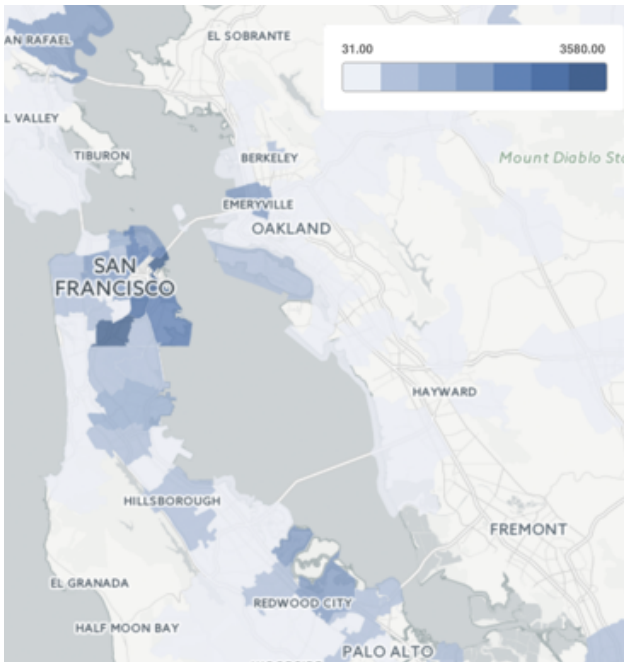 AN RAFAEL
EL SOBRANTE
31.00
3580.00
L VALLEY
TIBURON
BERKELEY
Mount Diablo Sta
EMERYVILLE
OAKLAND
SAN
FRANCISCO
HAYWARD
HILLSBOROUGH
FREMONT
EL GRANADA
REDWOOD CITY
HALF MOON BAY
PALO ALTO